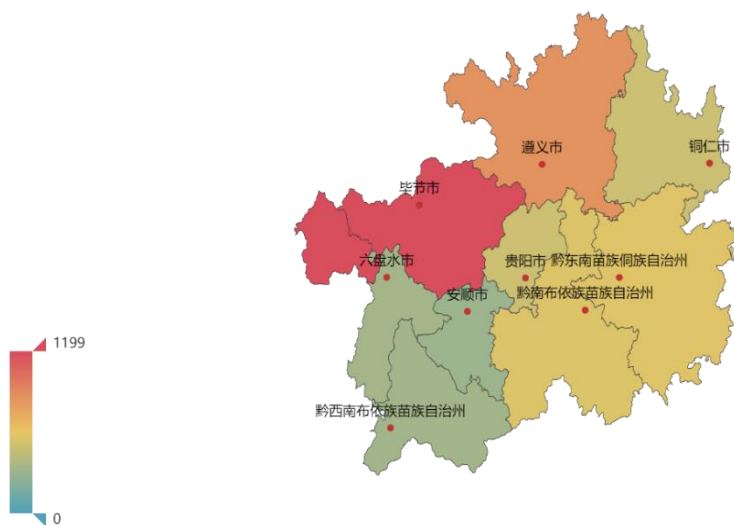 遵义市
铜仁市
毕节市
六盘水市
贵阳市
黔东南苗族侗族自治州
安顺市
黔南布依族苗族自治州
1199
黔西南布依族苗族自治州
0